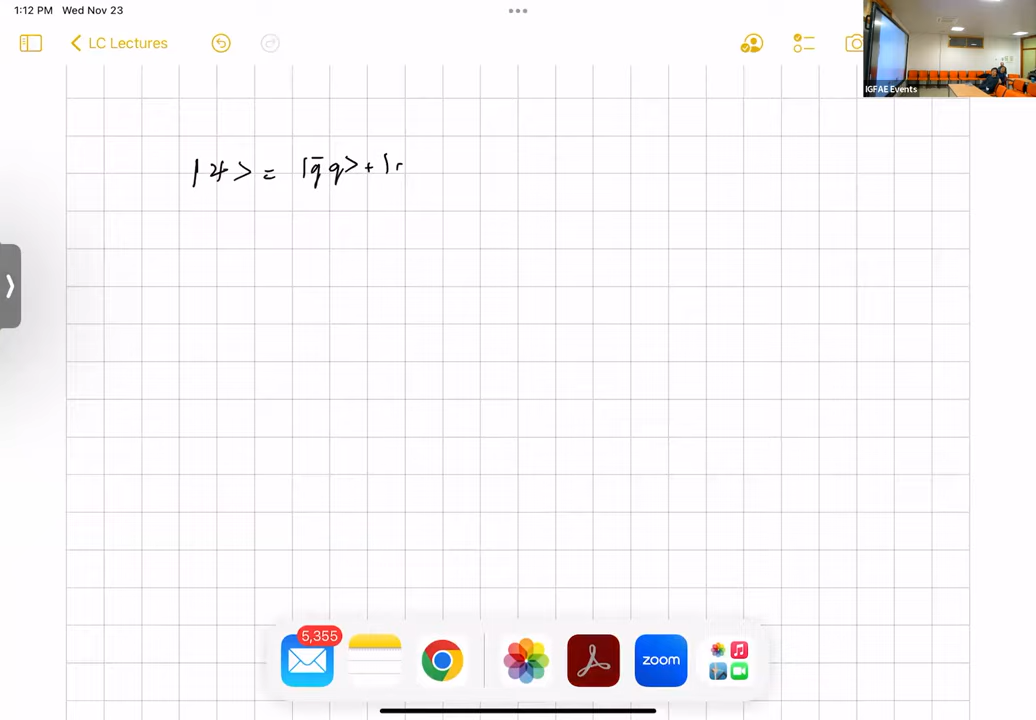 1:12 PM Wed Nov 23
LC Lectures
IGFAE Events
|ψ> = |q̄ q> + |
5,355
zoom